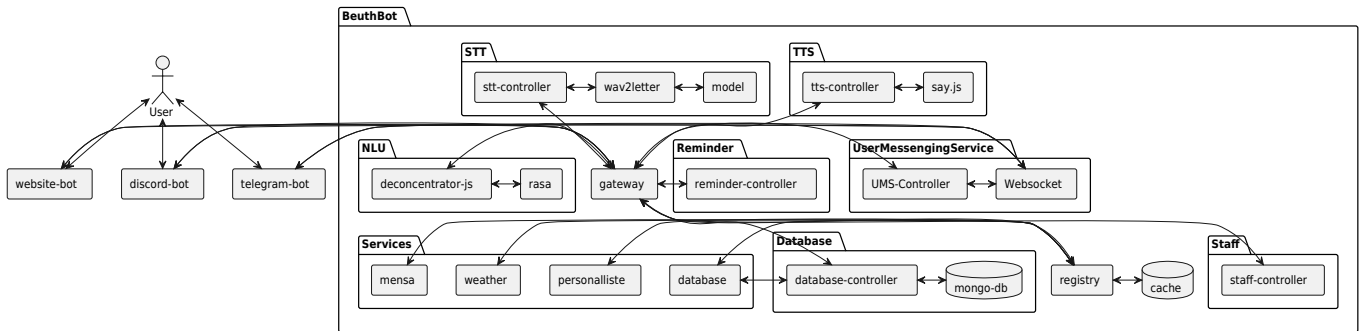 BeuthBot
STT
TTS
stt-controller
wav2letter
model
tts-controller
say.js
User
NLU
Reminder
UserMessengingService
website-bot
discord-bot
telegram-bot
deconcentrator-js
rasa
gateway
reminder-controller
UMS-Controller
Websocket
Services
Database
Staff
mensa
weather
personalliste
database
database-controller
mongo-db
registry
cache
staff-controller